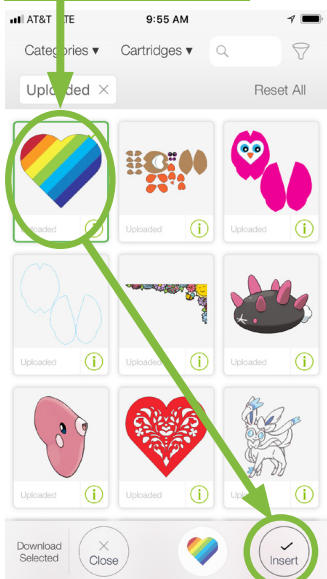 AT&T LTE 9:55 AM
Categories ▾ Cartridges ▾
Uploaded × Reset All
Uploaded i Uploaded i Uploaded i
Uploaded i Uploaded i Uploaded i
Uploaded i Uploaded i Uploaded i
Download
Selected
Close
Insert